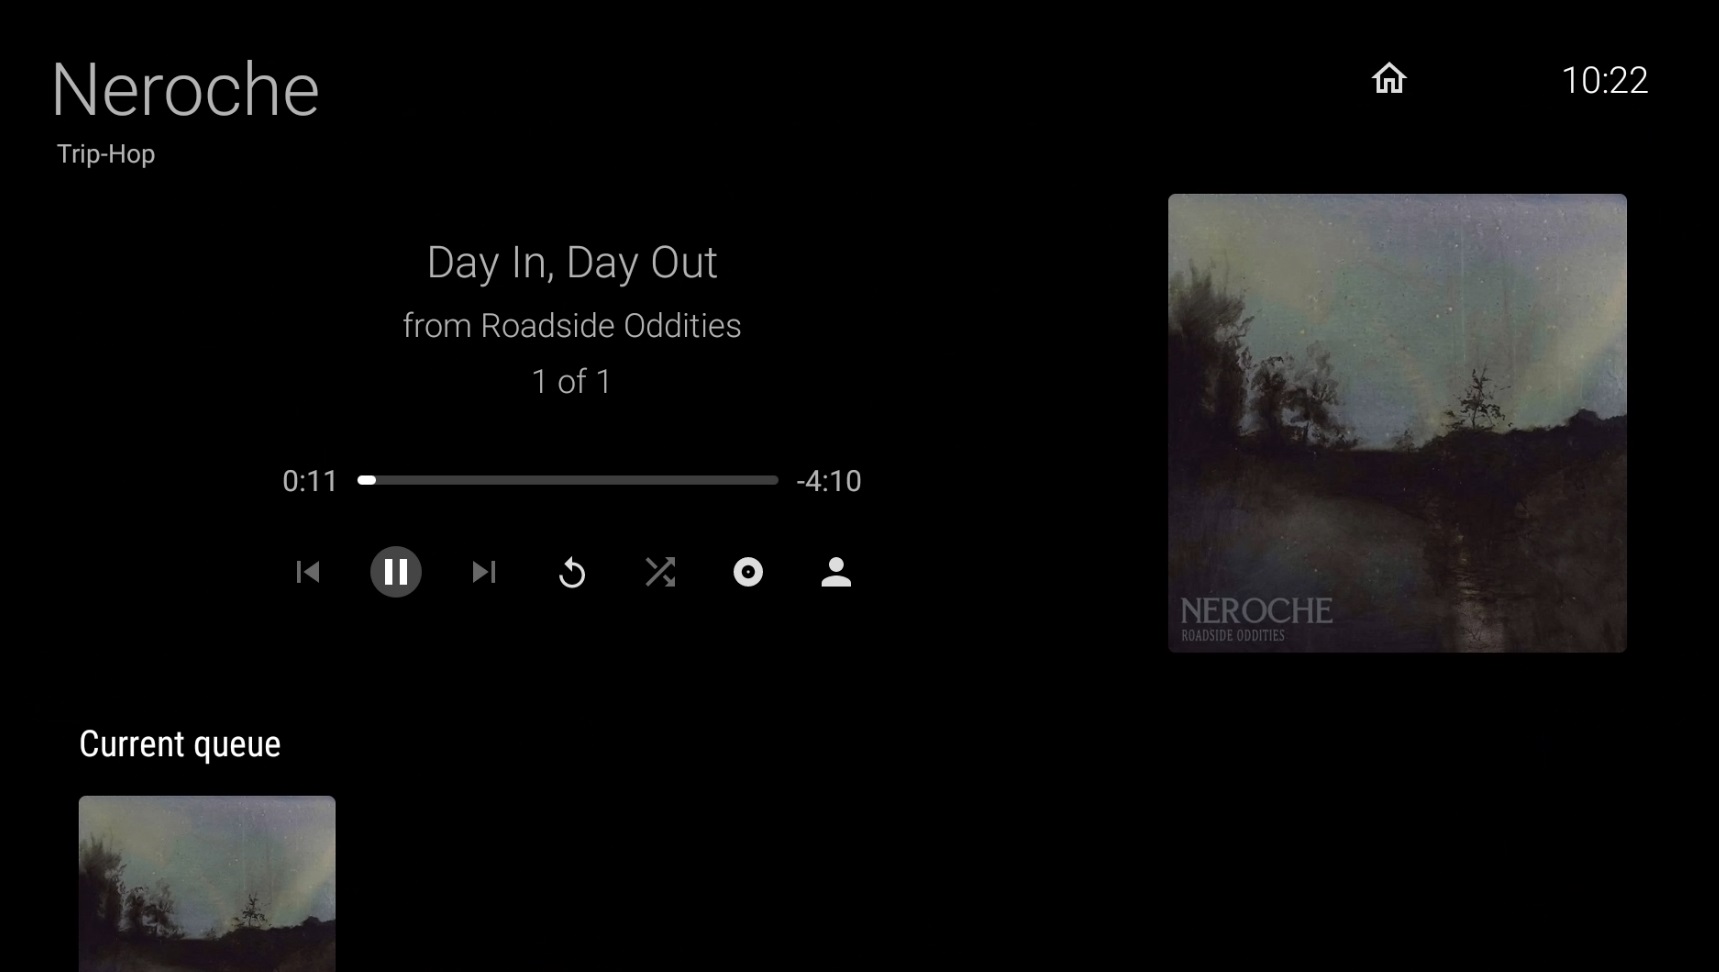 Neroche
10:22
Trip-Hop
Day In, Day Out
from Roadside Oddities
1 of 1
0:11
-4:10
NEROCHE
ROADSIDE ODDITIES
Current queue